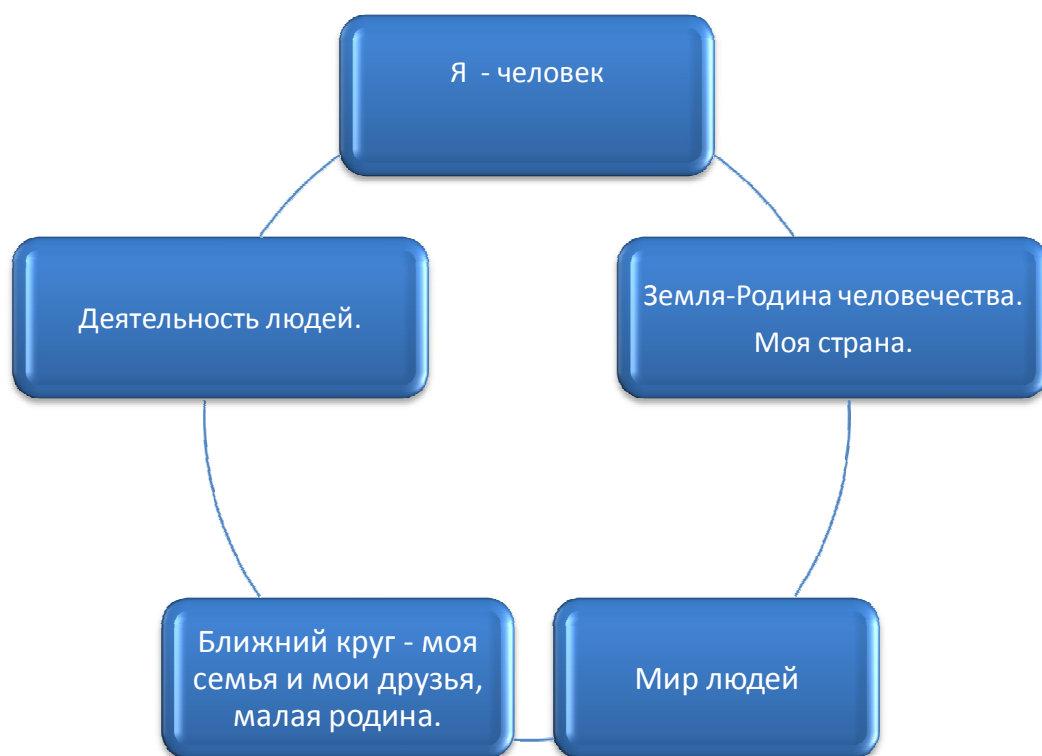 Я - человек
Деятельность людей.
Земля-Родина человечества.
Моя страна.
Ближний круг - моя
семья и мои друзья,
малая родина.
Мир людей